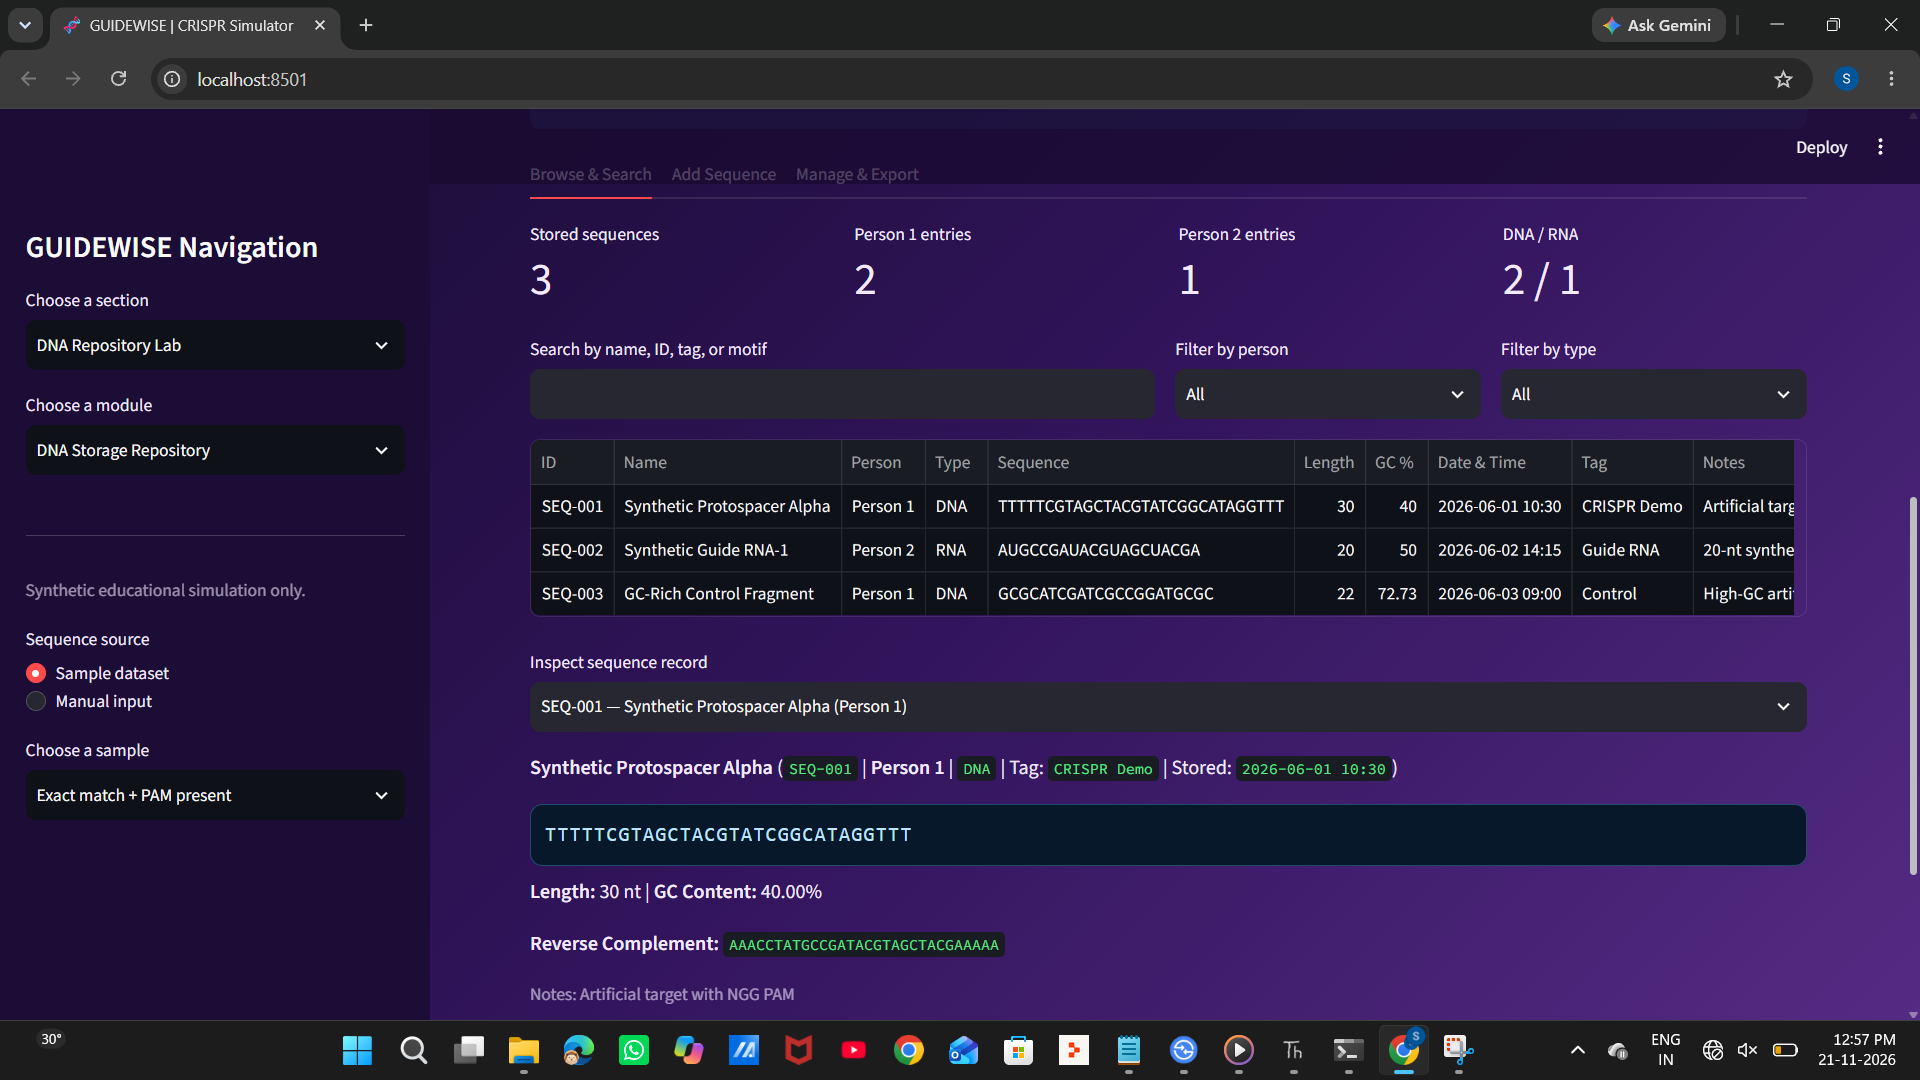 GUIDEWISE | CRISPR Simulator
Ask Gemini
localhost:8501
S
Deploy
GUIDEWISE Navigation
Choose a section
DNA Repository Lab
Choose a module
DNA Storage Repository
Synthetic educational simulation only.
Sequence source
Sample dataset
Manual input
Choose a sample
Exact match + PAM present
Browse & Search Add Sequence Manage & Export
Stored sequences Person 1 entries Person 2 entries DNA / RNA
3 2 1 2 / 1
Search by name, ID, tag, or motif Filter by person Filter by type
All All
ID Name Person Type Sequence Length GC % Date & Time Tag Notes
SEQ-001 Synthetic Protospacer Alpha Person 1 DNA TTTTTCGTAGCTACGTATCGGCATAGGTTT 30 40 2026-06-01 10:30 CRISPR Demo Artificial targ
SEQ-002 Synthetic Guide RNA-1 Person 2 RNA AUGCCGAUACGUAGCUACGA 20 50 2026-06-02 14:15 Guide RNA 20-nt synthe
SEQ-003 GC-Rich Control Fragment Person 1 DNA GCGCATCGATCGCCGGATGCGC 22 72.73 2026-06-03 09:00 Control High-GC arti
Inspect sequence record
SEQ-001 — Synthetic Protospacer Alpha (Person 1)
Synthetic Protospacer Alpha ( SEQ-001 | Person 1 | DNA | Tag: CRISPR Demo | Stored: 2026-06-01 10:30 )
TTTTTCGTAGCTACGTATCGGCATAGGTTT
Length: 30 nt | GC Content: 40.00%
Reverse Complement: AAACCTATGCCGATACGTAGCTACGAAAAA
Notes: Artificial target with NGG PAM
30°
Th
S
ENG
IN
12:57 PM
21-11-2026